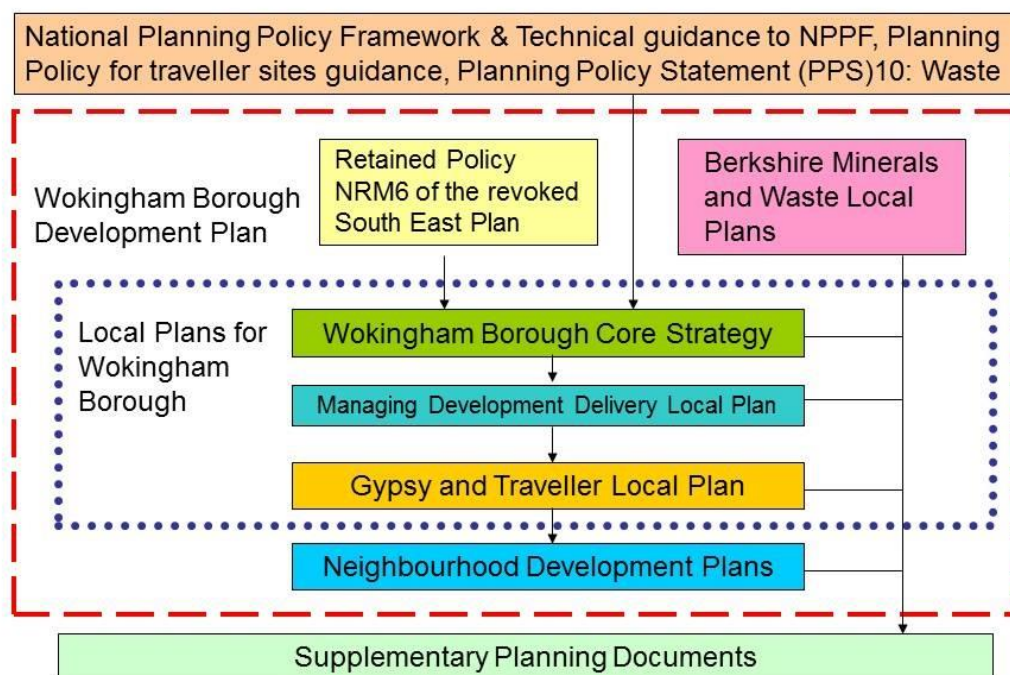 National Planning Policy Framework & Technical guidance to NPPF, Planning
Policy for traveller sites guidance, Planning Policy Statement (PPS)10: Waste
Wokingham Borough
Development Plan
Retained Policy
NRM6 of the revoked
South East Plan
Berkshire Minerals
and Waste Local
Plans
Local Plans for
Wokingham
Borough
Wokingham Borough Core Strategy
Managing Development Delivery Local Plan
Gypsy and Traveller Local Plan
Neighbourhood Development Plans
Supplementary Planning Documents